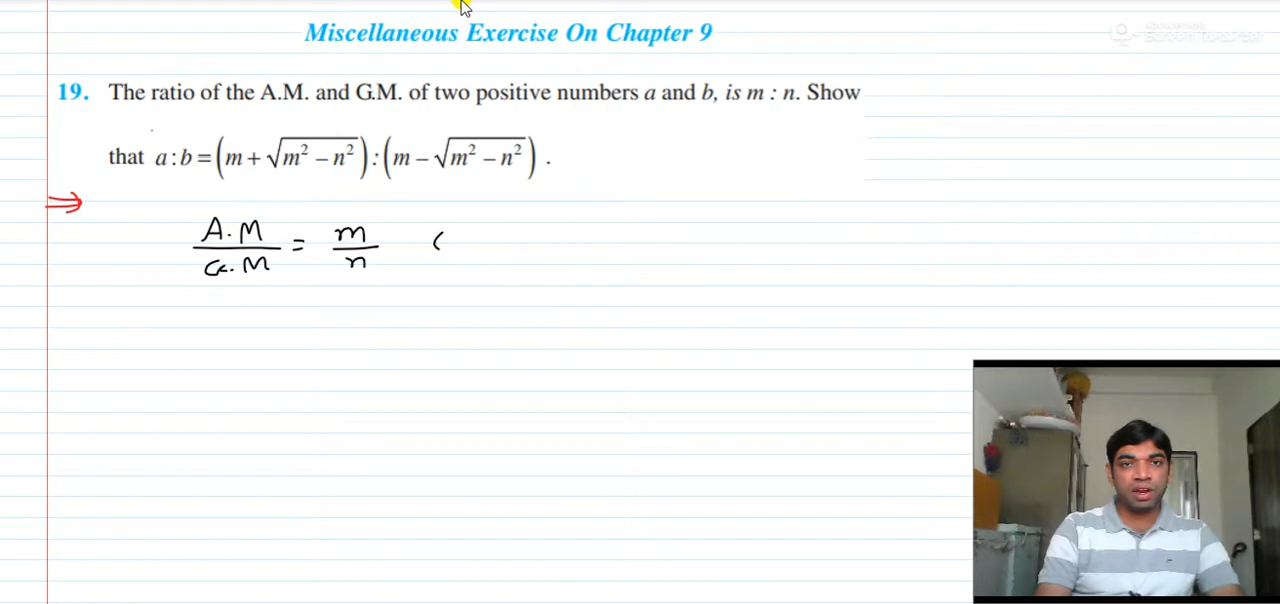 Miscellaneous Exercise On Chapter 9
19. The ratio of the A.M. and G.M. of two positive numbers a and b, is m : n. Show
that a : b = (m + √(m² – n²)) : (m – √(m² – n²)) .
⇒
A.M / G.M = m / n (